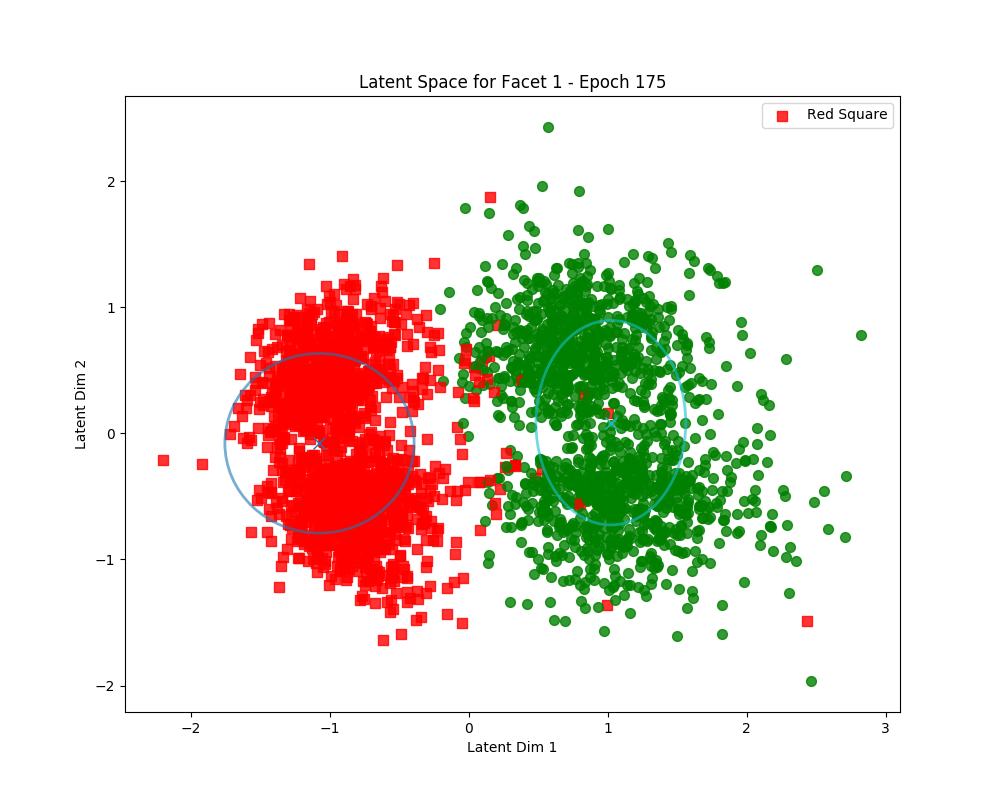 Latent Space for Facet 1 - Epoch 175
Red Square
2
1
0
−1
−2
Latent Dim 2
−2 −1 0 1 2 3
Latent Dim 1